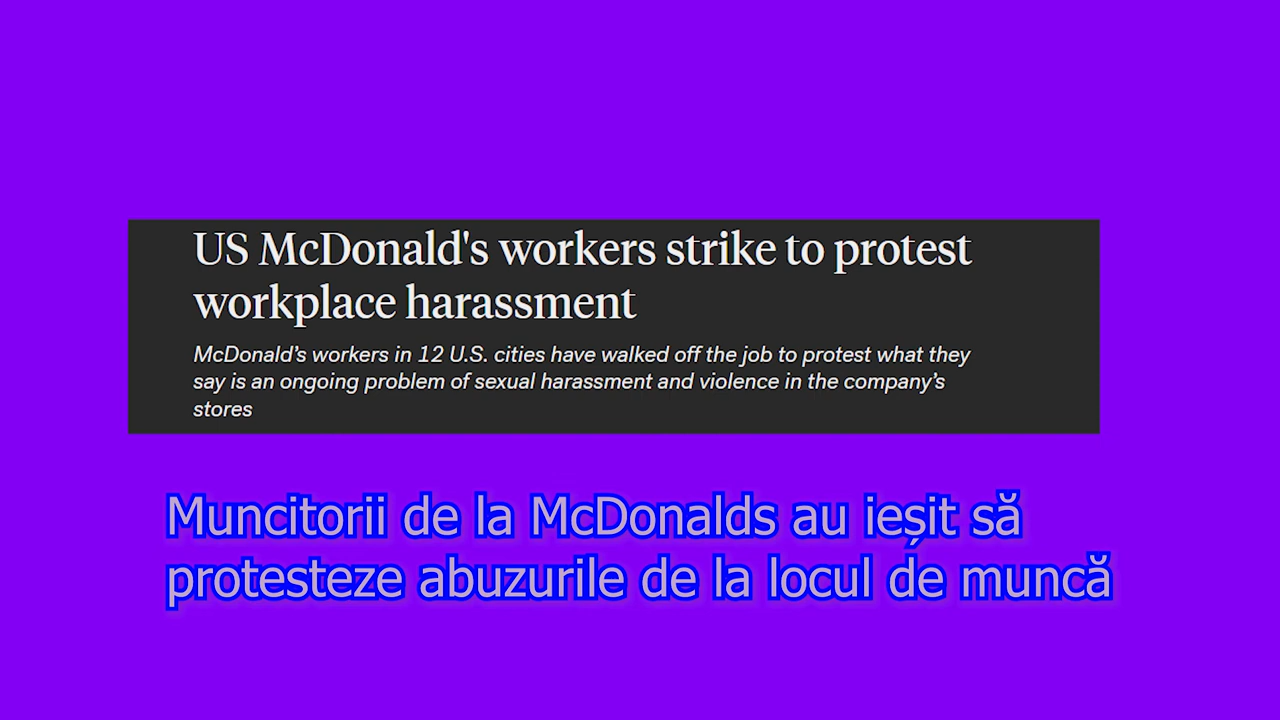 US McDonald's workers strike to protest
workplace harassment
McDonald’s workers in 12 U.S. cities have walked off the job to protest what they
say is an ongoing problem of sexual harassment and violence in the company’s
stores
Muncitorii de la McDonalds au ieșit să
protesteze abuzurile de la locul de muncă